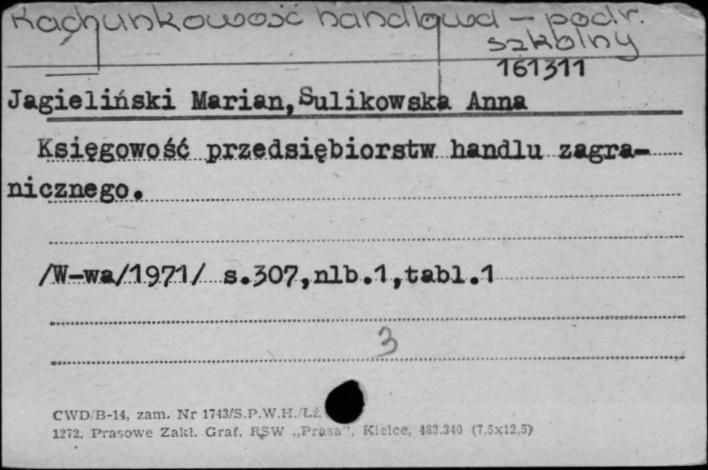 Rachunkowość handlowa – podr.
szkolny
161311
Jagieliński Marian,Sulikowska Anna
Księgowość przedsiębiorstw handlu zagra-
nicznego.
/W-wa/1971/ s.307,nlb.1,tabl.1
3
CWD/B-14, zam. Nr 1743/S.P.W.H./Łź
1272. Prasowe Zakł. Graf. RSW „Prasa", Kielce, 483.340 (7,5x12,5)